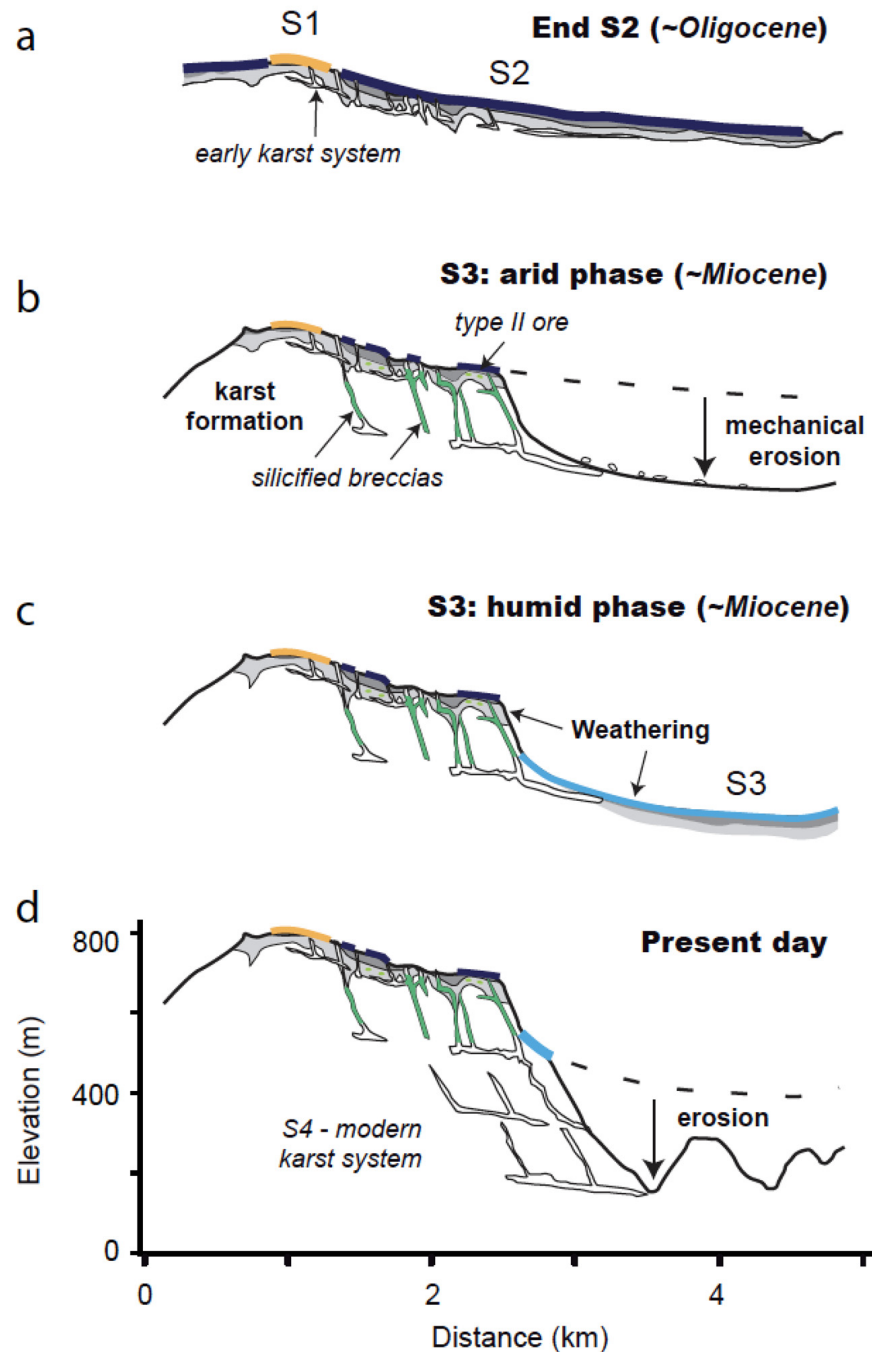 a
S1
End S2 (~Oligocene)
S2
early karst system
b
S3: arid phase (~Miocene)
type II ore
karst
formation
mechanical
erosion
silicified breccias
c
S3: humid phase (~Miocene)
Weathering
S3
d
Present day
800
400
0
Elevation (m)
erosion
S4 - modern
karst system
0
2
4
Distance (km)